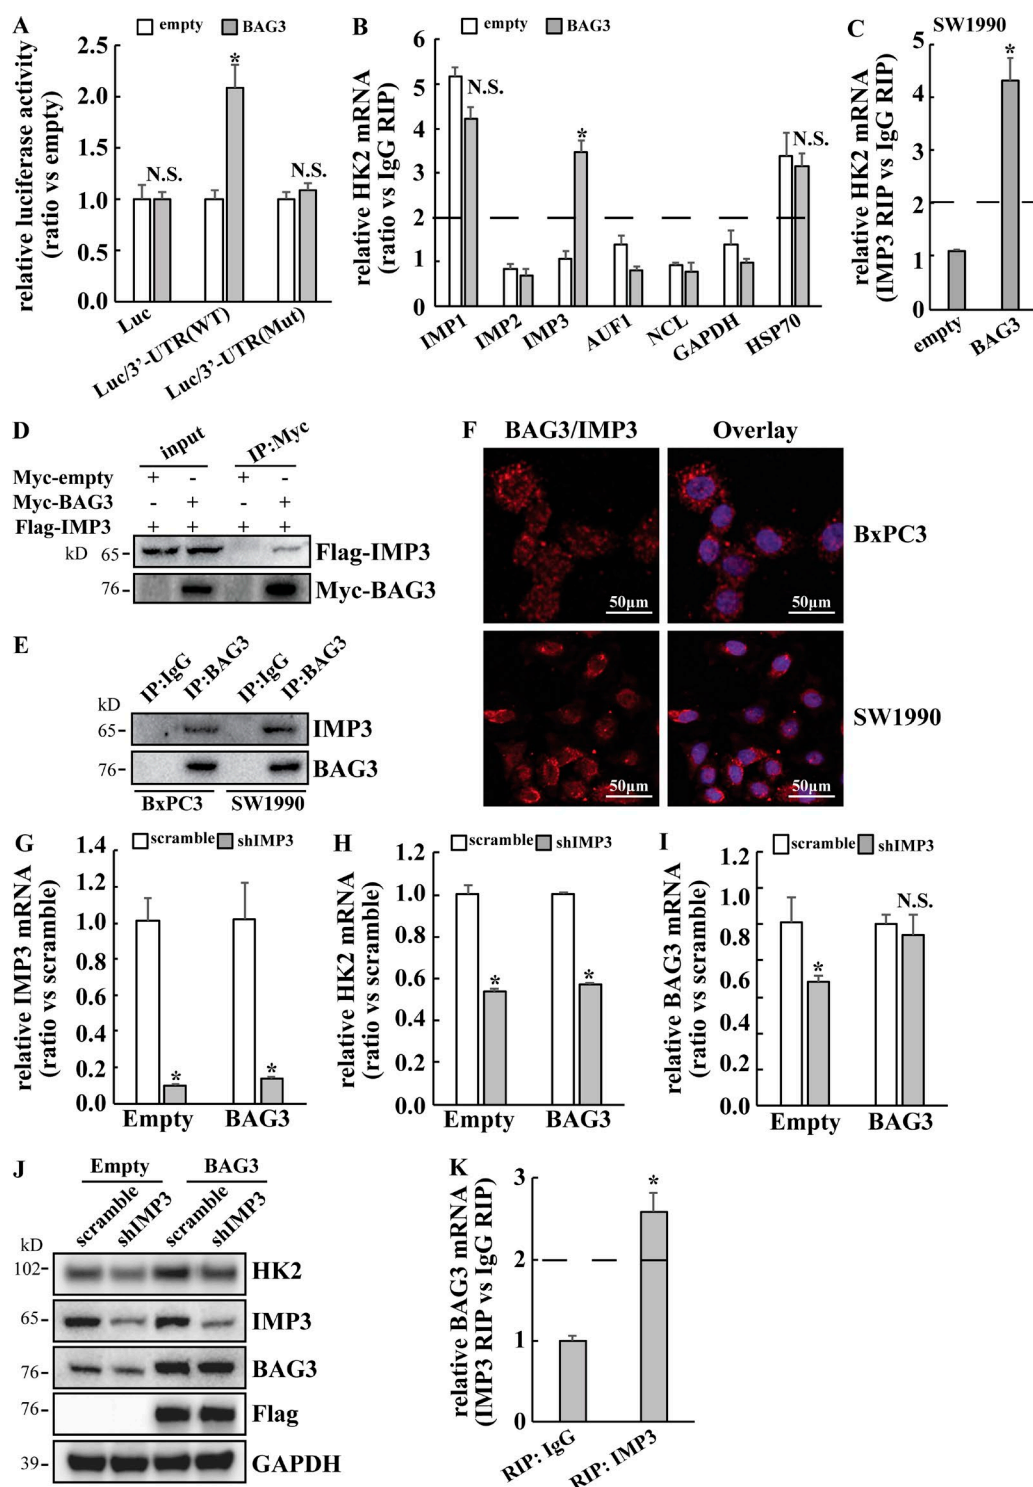 A
empty BAG3
relative luciferase activity
(ratio vs empty)
2.5
2.0
1.5
1.0
0.5
0.0
N.S.
*
N.S.
Luc
Luc/3'-UTR(WT)
Luc/3'-UTR(Mut)
B
empty BAG3
relative HK2 mRNA
(ratio vs IgG RIP)
6
5
4
3
2
1
0
N.S.
*
N.S.
IMP1
IMP2
IMP3
AUF1
NCL
GAPDH
HSP70
C
SW1990
relative HK2 mRNA
(IMP3 RIP vs IgG RIP)
5
4
3
2
1
0
*
empty
BAG3
D
input IP:Myc
Myc-empty + - + -
Myc-BAG3 - + - +
Flag-IMP3 + + + +
kD 65- Flag-IMP3
76- Myc-BAG3
E
IP:IgG
IP:BAG3
IP:IgG
IP:BAG3
kD
65- IMP3
76- BAG3
BxPC3 SW1990
F
BAG3/IMP3 Overlay
BxPC3
50μm 50μm
SW1990
50μm 50μm
G
scramble shIMP3
relative IMP3 mRNA
(ratio vs scramble)
1.4
1.2
1.0
0.8
0.6
0.4
0.2
0.0
* *
Empty BAG3
H
scramble shIMP3
relative HK2 mRNA
(ratio vs scramble)
1.2
1.0
0.8
0.6
0.4
0.2
0.0
* *
Empty BAG3
I
scramble shIMP3
relative BAG3 mRNA
(ratio vs scramble)
1.2
1.0
0.8
0.8
0.6
0.4
0.2
0.0
* N.S.
Empty BAG3
J
Empty BAG3
scramble
shIMP3
scramble
shIMP3
kD
102- HK2
65- IMP3
76- BAG3
76- Flag
39- GAPDH
K
relative BAG3 mRNA
(IMP3 RIP vs IgG RIP)
3
2
1
0
*
RIP: IgG
RIP: IMP3